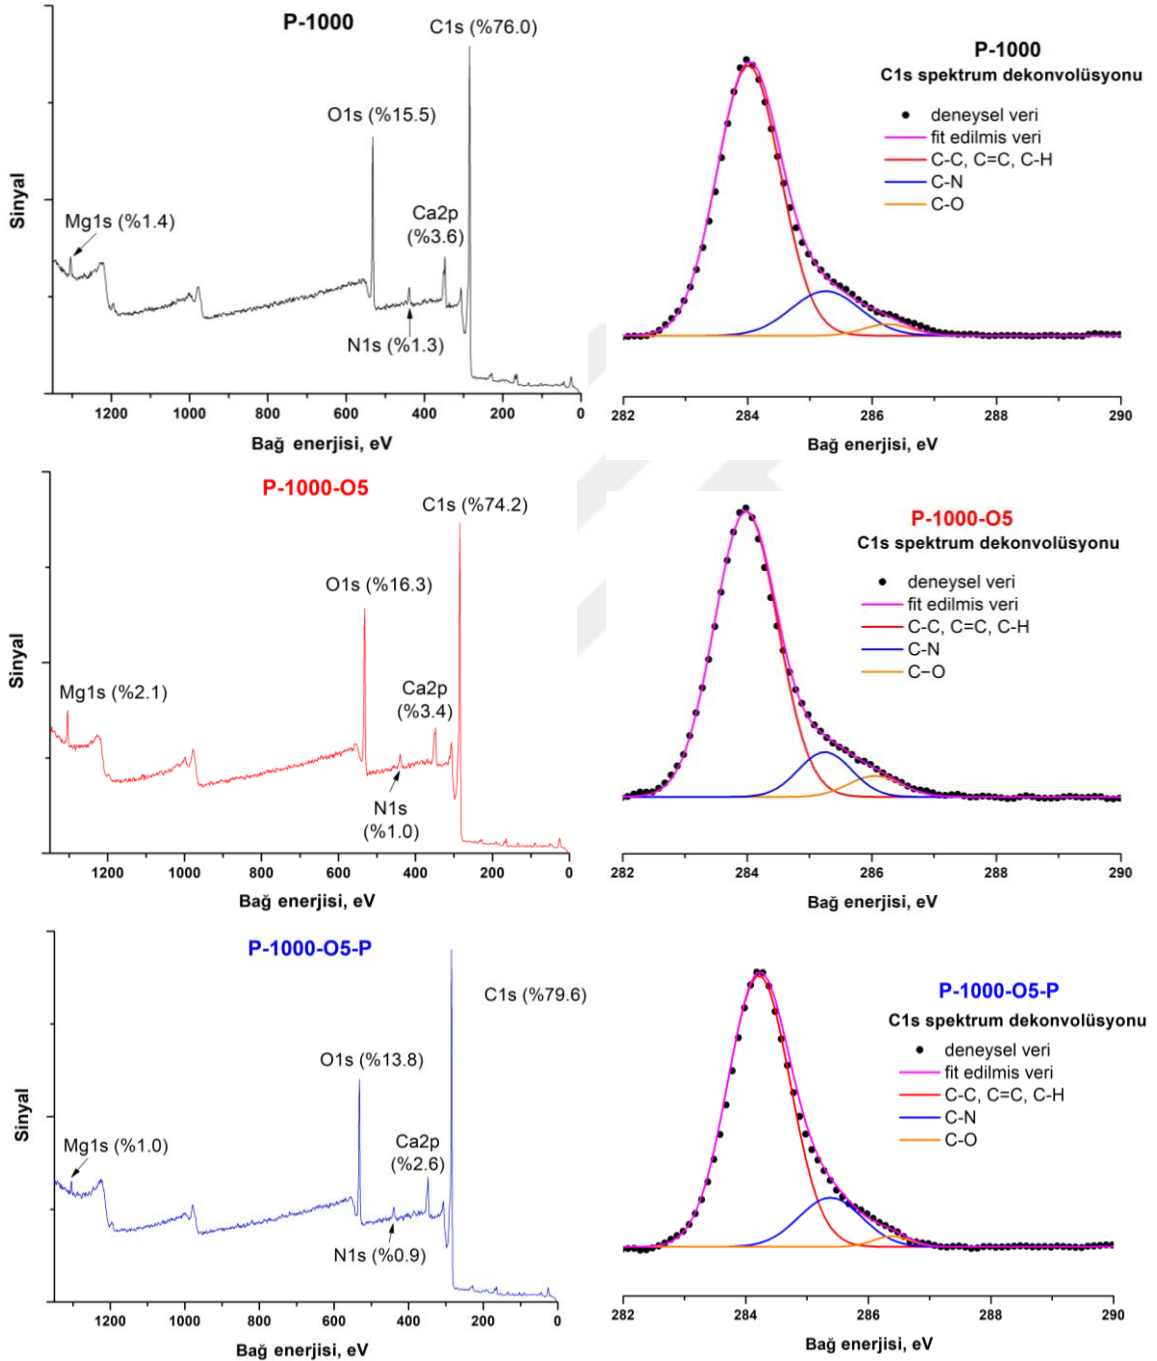 P-1000
C1s (%76.0)
O1s (%15.5)
Mg1s (%1.4)
Ca2p
(%3.6)
N1s (%1.3)
Sinyal
1200 1000 800 600 400 200 0
Bağ enerjisi, eV
P-1000
C1s spektrum dekonvolüsyonu
deneysel veri
fit edilmis veri
C-C, C=C, C-H
C-N
C-O
282 284 286 288 290
Bağ enerjisi, eV
P-1000-O5
C1s (%74.2)
O1s (%16.3)
Mg1s (%2.1)
Ca2p
(%3.4)
N1s
(%1.0)
Sinyal
1200 1000 800 600 400 200 0
Bağ enerjisi, eV
P-1000-O5
C1s spektrum dekonvolüsyonu
deneysel veri
fit edilmis veri
C-C, C=C, C-H
C-N
C−O
282 284 286 288 290
Bağ enerjisi, eV
P-1000-O5-P
C1s (%79.6)
O1s (%13.8)
Mg1s (%1.0)
Ca2p
(%2.6)
N1s (%0.9)
Sinyal
1200 1000 800 600 400 200 0
Bağ enerjisi, eV
P-1000-O5-P
C1s spektrum dekonvolüsyonu
deneysel veri
fit edilmis veri
C-C, C=C, C-H
C-N
C-O
282 284 286 288 290
Bağ enerjisi, eV